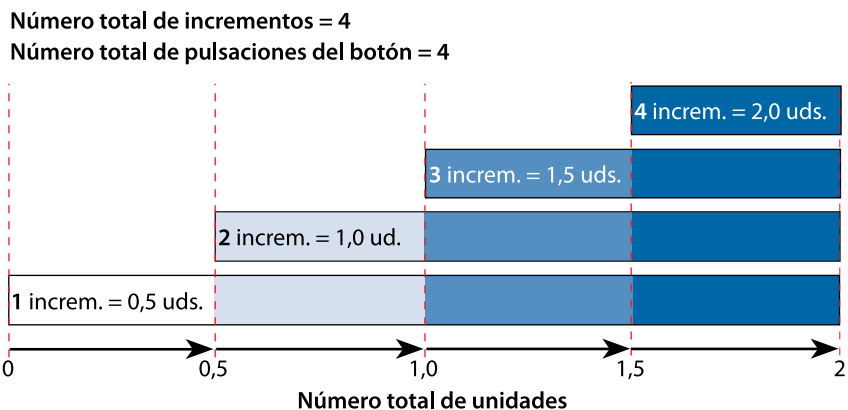 Número total de incrementos = 4
Número total de pulsaciones del botón = 4
4 increm. = 2,0 uds.
3 increm. = 1,5 uds.
2 increm. = 1,0 ud.
1 increm. = 0,5 uds.
0 0,5 1,0 1,5 2
Número total de unidades